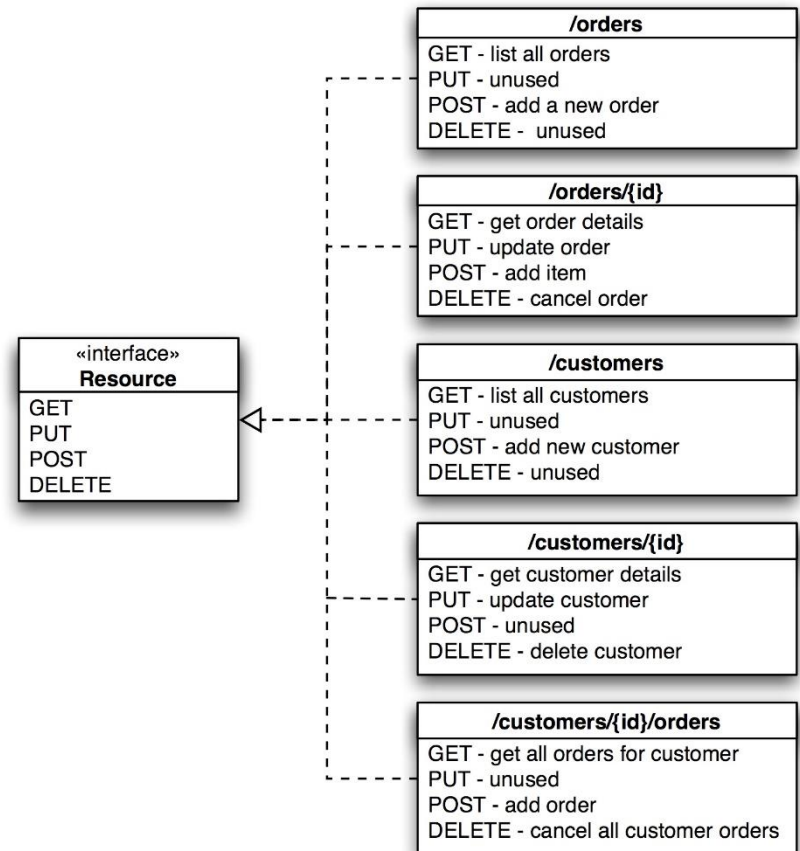 /orders
GET - list all orders
PUT - unused
POST - add a new order
DELETE -  unused
/orders/{id}
GET - get order details
PUT - update order
POST - add item
DELETE - cancel order
«interface»
Resource
GET
PUT
POST
DELETE
/customers
GET - list all customers
PUT - unused
POST - add new customer
DELETE - unused
/customers/{id}
GET - get customer details
PUT - update customer
POST - unused
DELETE - delete customer
/customers/{id}/orders
GET - get all orders for customer
PUT - unused
POST - add order
DELETE - cancel all customer orders